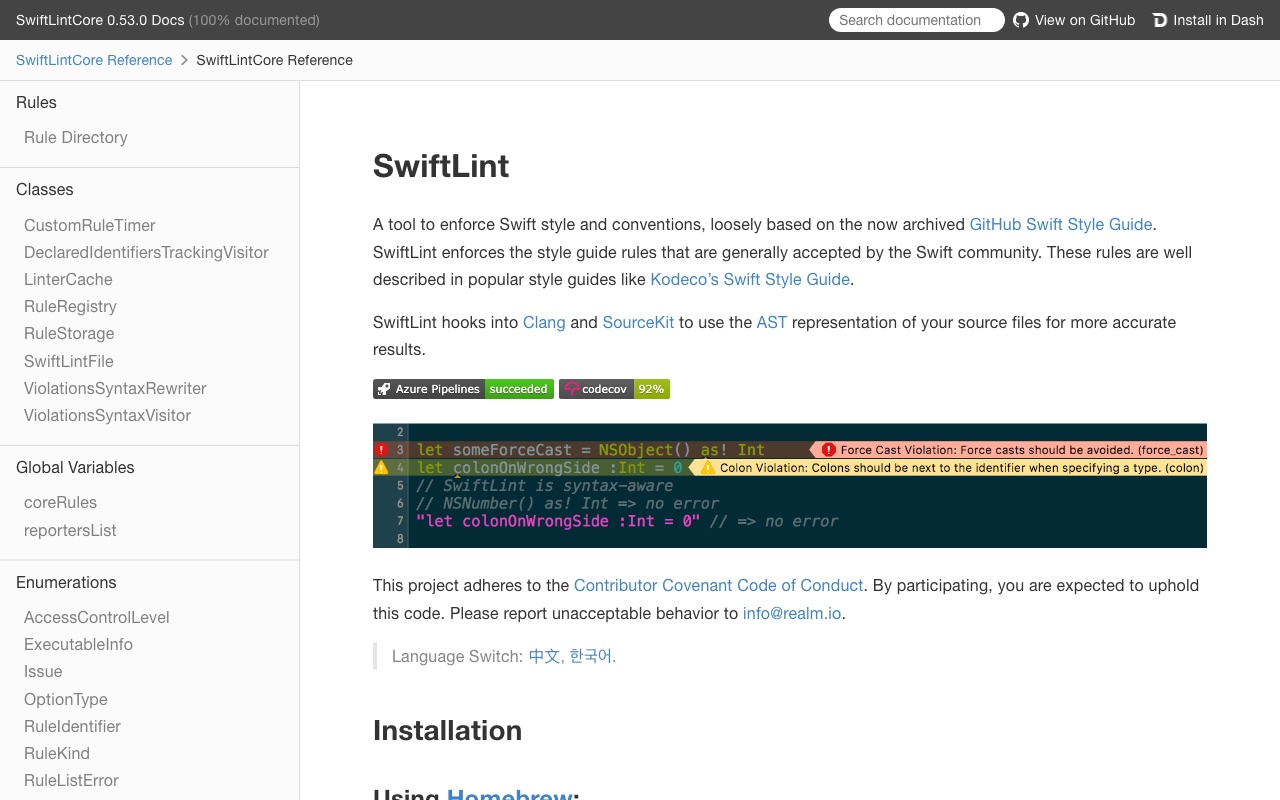 SwiftLintCore 0.53.0 Docs (100% documented)
Search documentation
View on GitHub
Install in Dash
SwiftLintCore Reference > SwiftLintCore Reference
Rules
Rule Directory
Classes
CustomRuleTimer
DeclaredIdentifiersTrackingVisitor
LinterCache
RuleRegistry
RuleStorage
SwiftLintFile
ViolationsSyntaxRewriter
ViolationsSyntaxVisitor
Global Variables
coreRules
reportersList
Enumerations
AccessControlLevel
ExecutableInfo
Issue
OptionType
RuleIdentifier
RuleKind
RuleListError
SwiftLint
A tool to enforce Swift style and conventions, loosely based on the now archived GitHub Swift Style Guide.
SwiftLint enforces the style guide rules that are generally accepted by the Swift community. These rules are well
described in popular style guides like Kodeco’s Swift Style Guide.
SwiftLint hooks into Clang and SourceKit to use the AST representation of your source files for more accurate
results.
Azure Pipelines succeeded codecov 92%
2
3 let someForceCast = NSObject() as! Int Force Cast Violation: Force casts should be avoided. (force_cast)
4 let colonOnWrongSide :Int = 0 Colon Violation: Colons should be next to the identifier when specifying a type. (colon)
5 // SwiftLint is syntax-aware
6 // NSNumber() as! Int => no error
7 "let colonOnWrongSide :Int = 0" // => no error
8
This project adheres to the Contributor Covenant Code of Conduct. By participating, you are expected to uphold
this code. Please report unacceptable behavior to info@realm.io.
Language Switch: 中文, 한국어.
Installation
Using Homebrew: